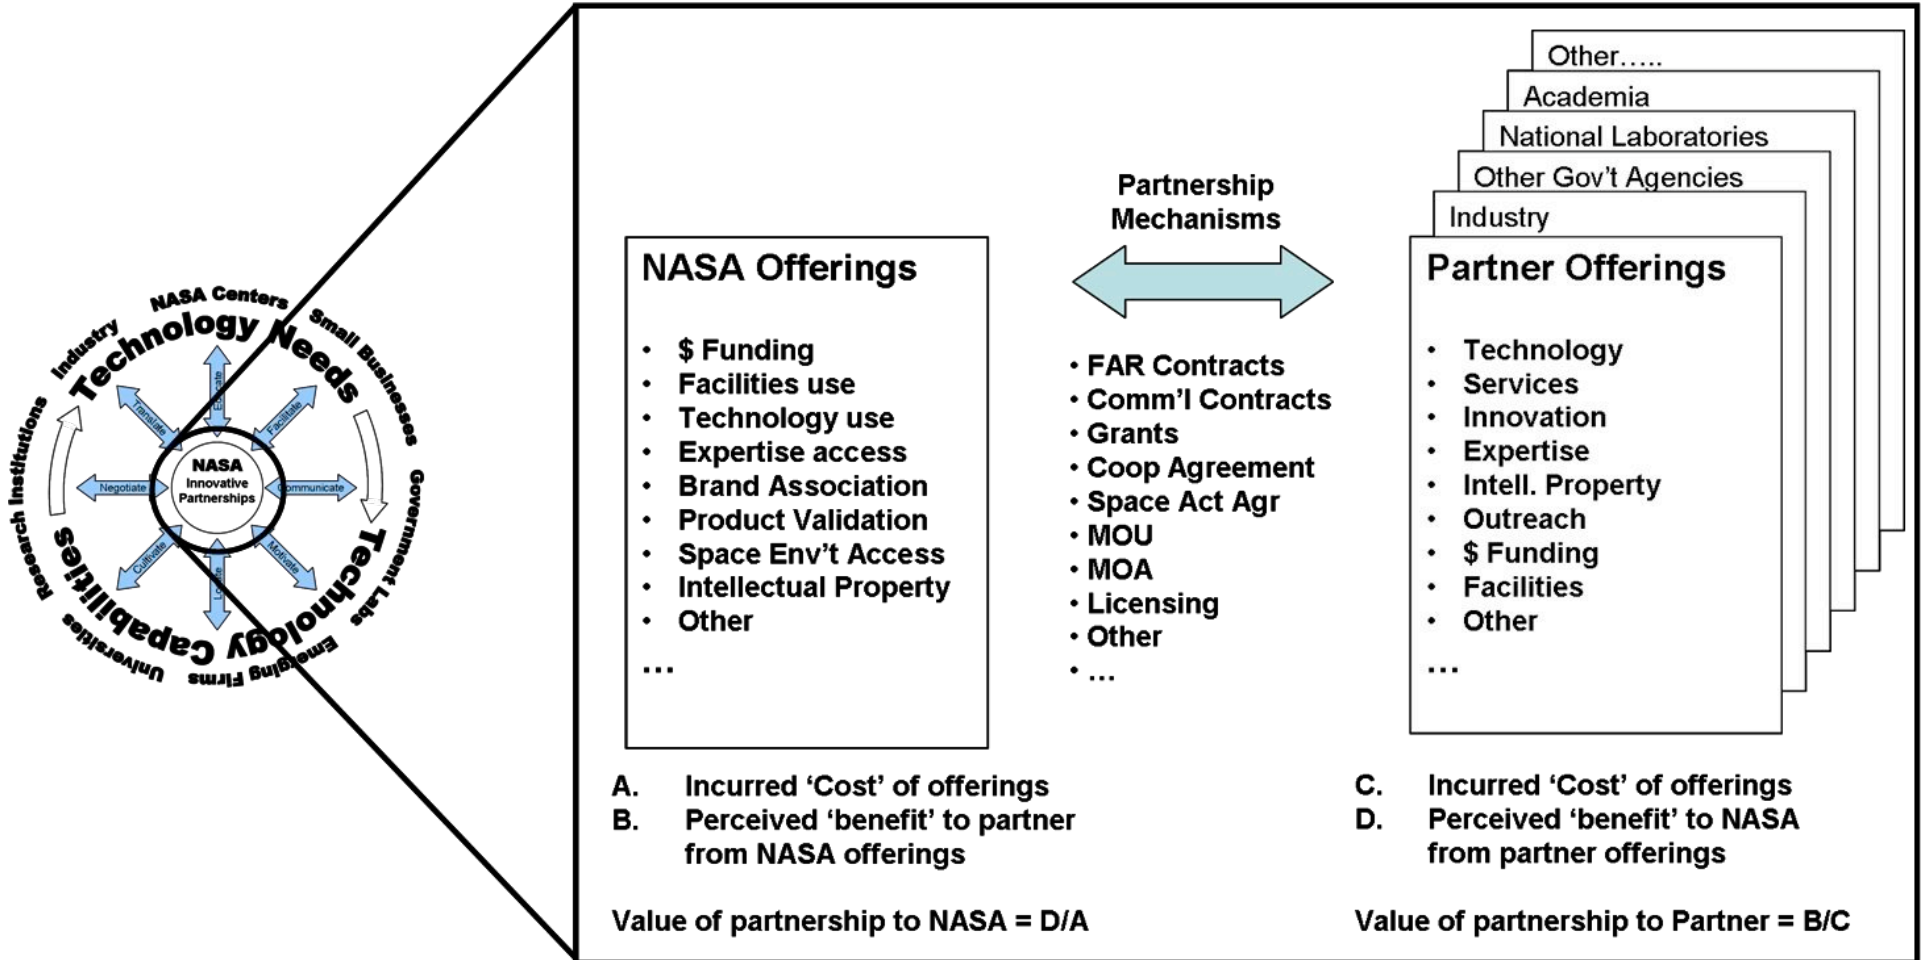 NASA Centers
Small Businesses
Government Labs
Emerging Firms
Universities
Research Institutions
Industry
Technology Needs
Technology Capabilities
Translate
Facilitate
Negotiate
Communicate
Cultivate
Motivate
NASA
Innovative
Partnerships
NASA Offerings
• $ Funding
• Facilities use
• Technology use
• Expertise access
• Brand Association
• Product Validation
• Space Env’t Access
• Intellectual Property
• Other
…
A. Incurred ‘Cost’ of offerings
B. Perceived ‘benefit’ to partner
from NASA offerings
Value of partnership to NASA = D/A
Partnership
Mechanisms
• FAR Contracts
• Comm’l Contracts
• Grants
• Coop Agreement
• Space Act Agr
• MOU
• MOA
• Licensing
• Other
• …
Other…..
Academia
National Laboratories
Other Gov’t Agencies
Industry
Partner Offerings
• Technology
• Services
• Innovation
• Expertise
• Intell. Property
• Outreach
• $ Funding
• Facilities
• Other
…
C. Incurred ‘Cost’ of offerings
D. Perceived ‘benefit’ to NASA
from partner offerings
Value of partnership to Partner = B/C